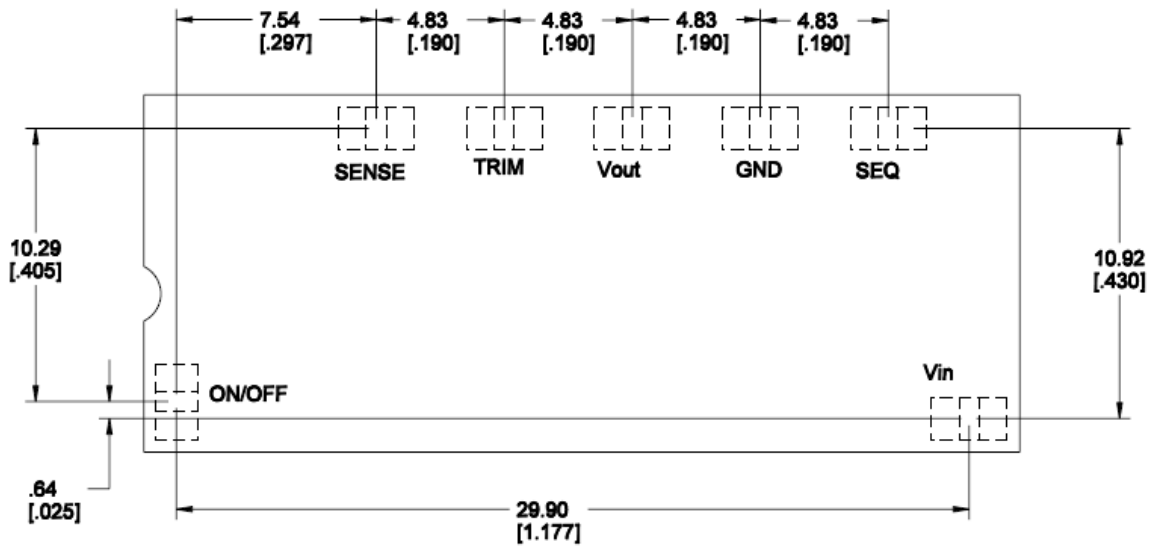 7.54
[.297]
4.83
[.190]
4.83
[.190]
4.83
[.190]
4.83
[.190]
SENSE
TRIM
Vout
GND
SEQ
10.29
[.405]
10.92
[.430]
ON/OFF
Vin
.64
[.025]
29.90
[1.177]